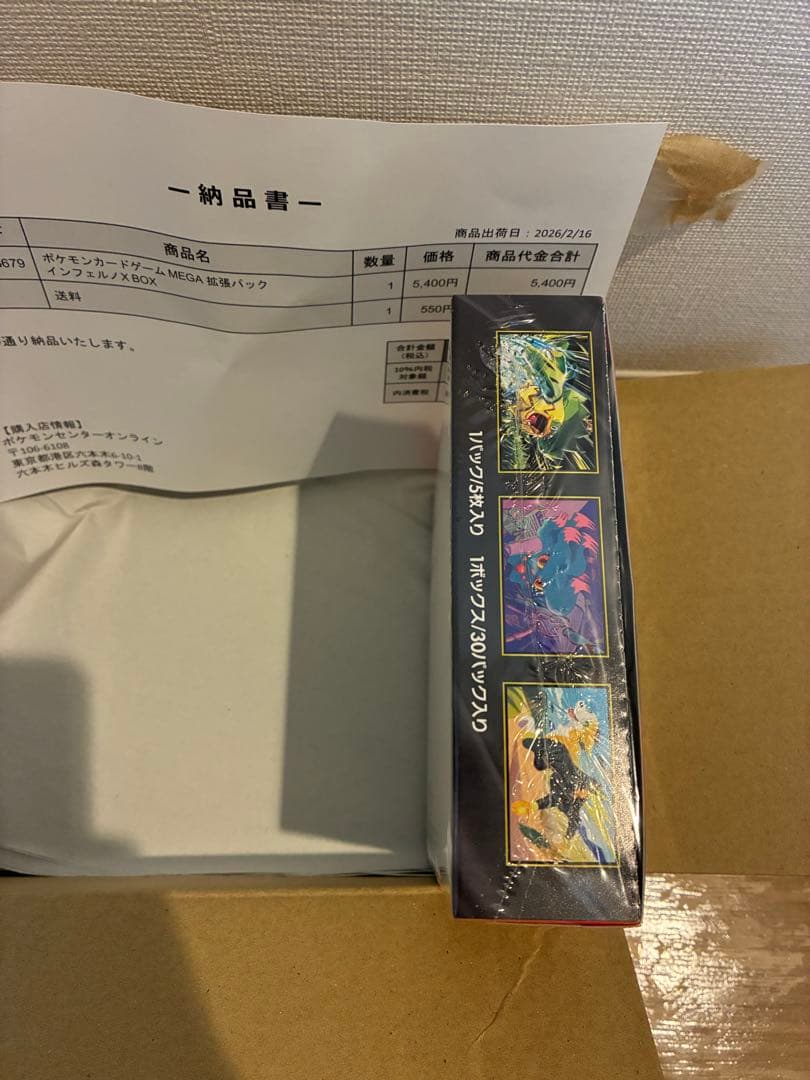 ー納品書ー
商品出荷日：2026/2/16
商品名 数量 価格 商品代金合計
679 ポケモンカードゲーム MEGA 拡張パック
インフェルノX BOX 1 5,400円 5,400円
送料 1 550円
通り納品いたします。
合計金額
（税込）
10%内税
対象額
内消費税
【購入店情報】
ポケモンセンターオンライン
〒106-6108
東京都港区六本木6-10-1
六本木ヒルズ森タワー8階
1パック/5枚入り 1ボックス/30パック入り